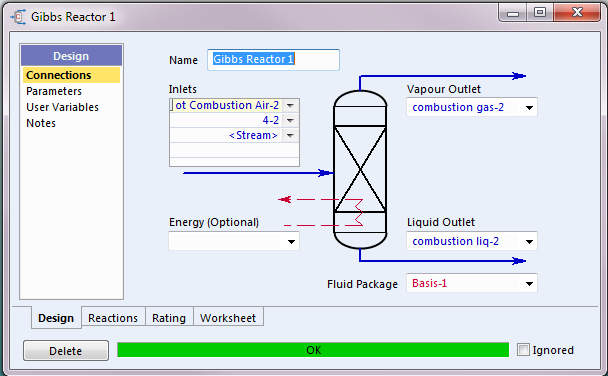 Gibbs Reactor 1
Design
Connections
Parameters
User Variables
Notes
Name
Gibbs Reactor 1
Inlets
ot Combustion Air-2
4-2
<Stream>
Vapour Outlet
combustion gas-2
Energy (Optional)
Liquid Outlet
combustion liq-2
Fluid Package
Basis-1
Design
Reactions
Rating
Worksheet
Delete
OK
Ignored